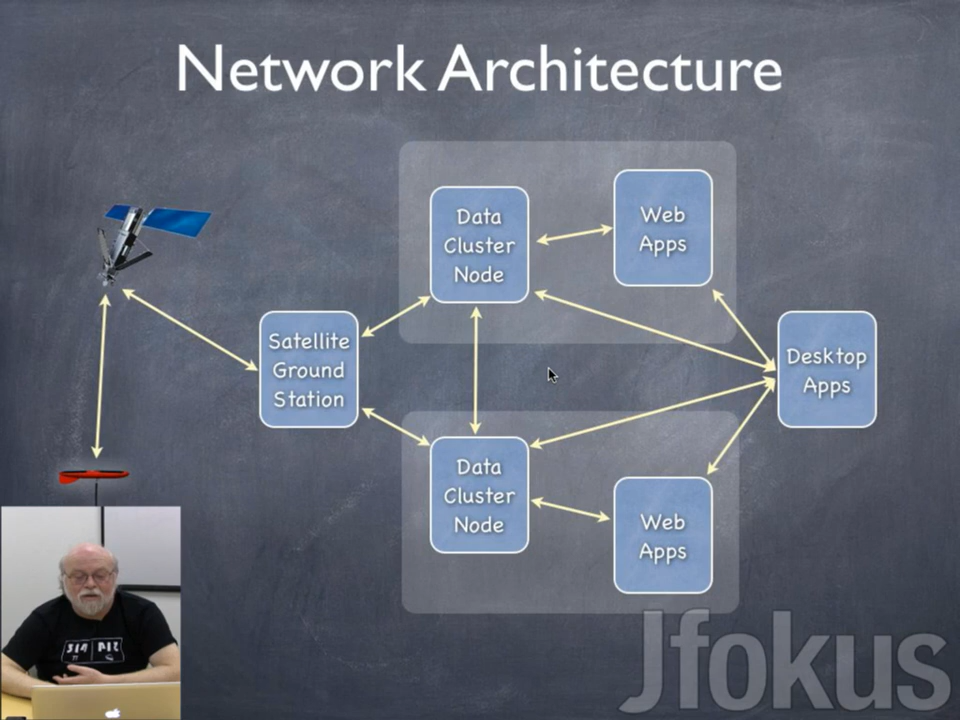 Network Architecture
Data
Cluster
Node
Web
Apps
Satellite
Ground
Station
Desktop
Apps
Data
Cluster
Node
Web
Apps
Jfokus